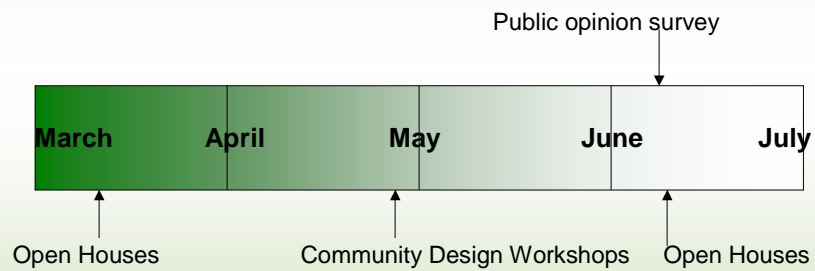 Public opinion survey
March April May June July
Open Houses Community Design Workshops Open Houses